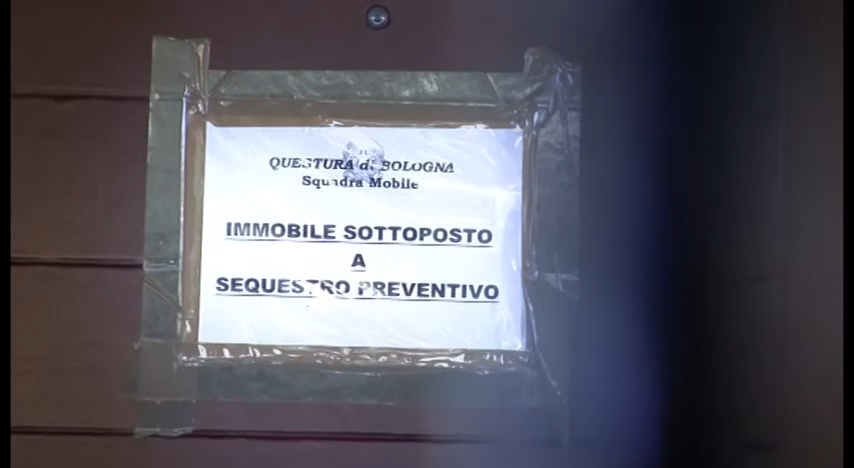 QUESTURA di BOLOGNA
Squadra Mobile
IMMOBILE SOTTOPOSTO
A
SEQUESTRO PREVENTIVO